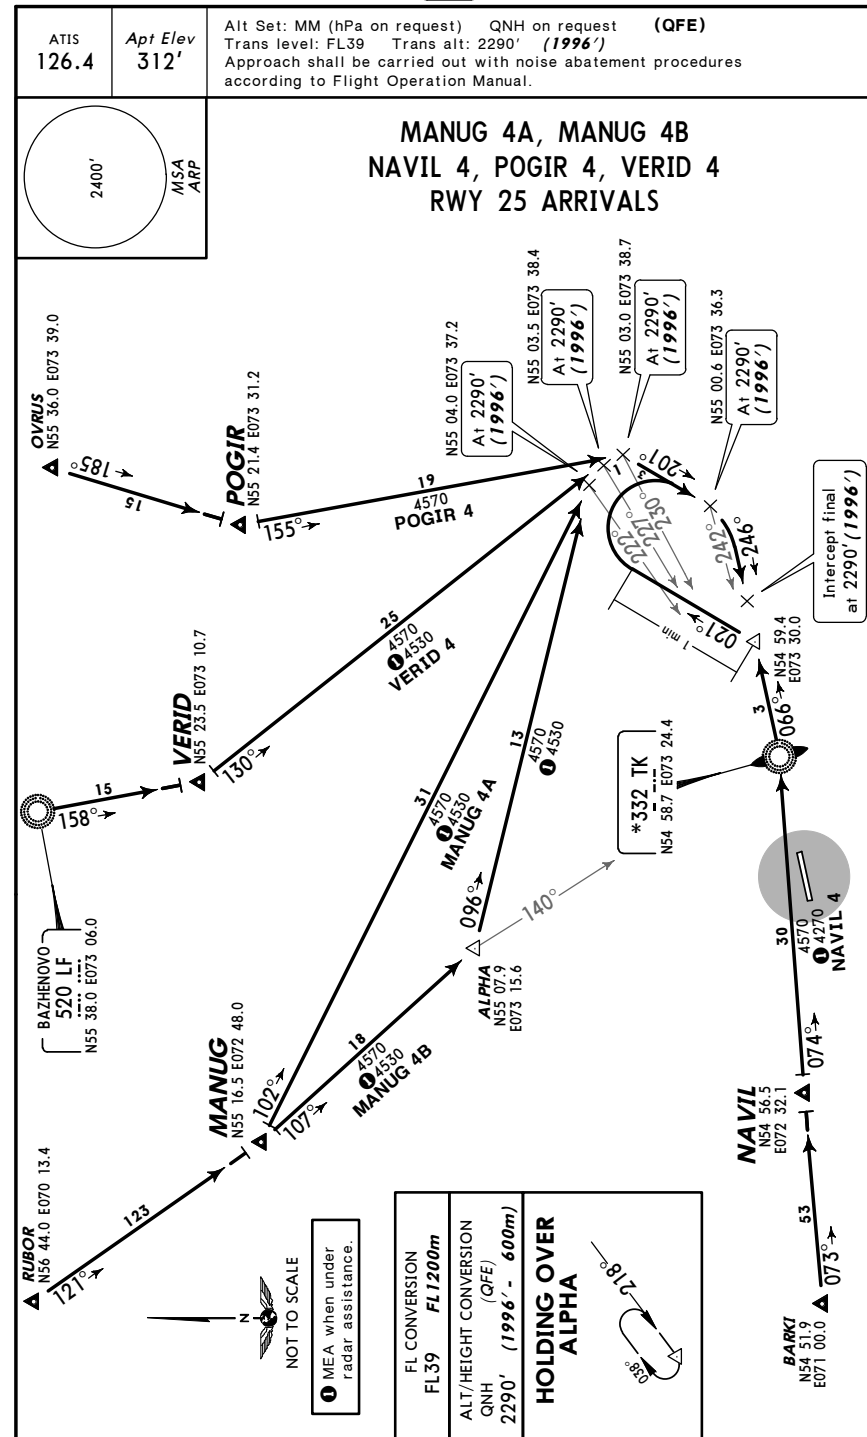 ATIS
126.4
Apt Elev
312'
Alt Set: MM (hPa on request) QNH on request (QFE)
Trans level: FL39 Trans alt: 2290' (1996')
Approach shall be carried out with noise abatement procedures
according to Flight Operation Manual.
2400'
MSA
ARP
MANUG 4A, MANUG 4B
NAVIL 4, POGIR 4, VERID 4
RWY 25 ARRIVALS
OVRUS
N55 36.0 E073 39.0
185°
15
POGIR
N55 21.4 E073 31.2
155°
19
4570
POGIR 4
N55 04.0 E073 37.2
At 2290'
(1996')
N55 03.5 E073 38.4
At 2290'
(1996')
N55 03.0 E073 38.7
At 2290'
(1996')
N55 00.6 E073 36.3
At 2290'
(1996')
Intercept final
at 2290' (1996')
1
3
201°
230°
227°
222°
242°
246°
021°
1 min
N54 59.4
E073 30.0
3
066°
*332 TK
N54 58.7 E073 24.4
BAZHENOVO
520 LF
N55 38.0 E073 06.0
158°
15
VERID
N55 23.5 E073 10.7
130°
25
4570
1 4530
VERID 4
31
4570
1 4530
MANUG 4A
13
4570
1 4530
096°
140°
ALPHA
N55 07.9
E073 15.6
18
4570
1 4530
MANUG 4B
MANUG
N55 16.5 E072 48.0
102°
107°
RUBOR
N56 44.0 E070 13.4
121°
123
30
4570
1 4270
NAVIL 4
074°
NAVIL
N54 56.5
E072 32.1
53
073°
BARKI
N54 51.9
E071 00.0
N
NOT TO SCALE
1 MEA when under
radar assistance.
FL CONVERSION
FL39 FL1200m
ALT/HEIGHT CONVERSION
QNH (QFE)
2290' (1996' - 600m)
HOLDING OVER
ALPHA
218°
038°